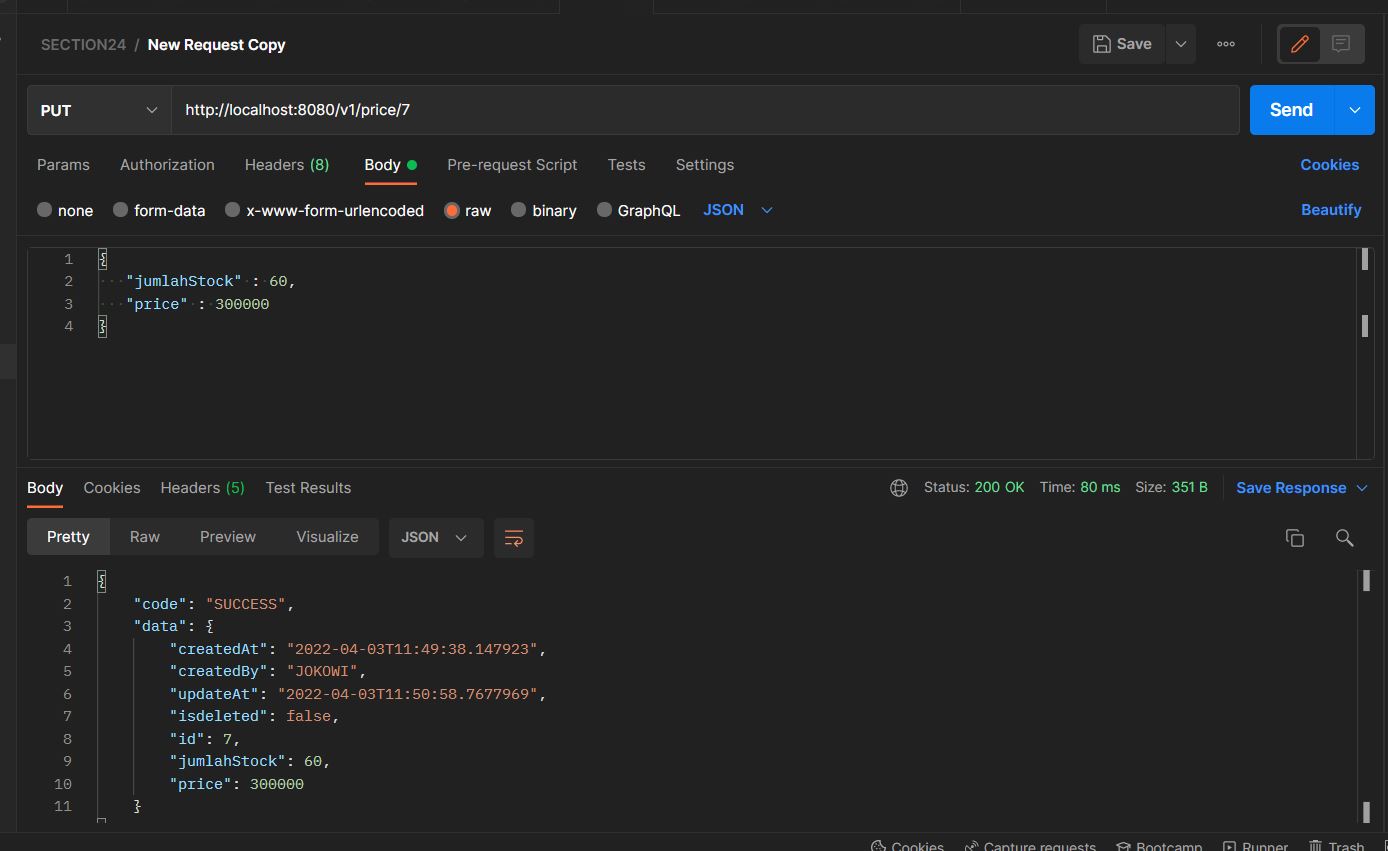 SECTION24 / New Request Copy Save
PUT http://localhost:8080/v1/price/7 Send
Params Authorization Headers (8) Body Pre-request Script Tests Settings Cookies
none form-data x-www-form-urlencoded raw binary GraphQL JSON Beautify
1 {
2 "jumlahStock" : 60,
3 "price" : 300000
4 }
Body Cookies Headers (5) Test Results Status: 200 OK Time: 80 ms Size: 351 B Save Response
Pretty Raw Preview Visualize JSON
1 {
2 "code": "SUCCESS",
3 "data": {
4 "createdAt": "2022-04-03T11:49:38.147923",
5 "createdBy": "JOKOWI",
6 "updateAt": "2022-04-03T11:50:58.7677969",
7 "isdeleted": false,
8 "id": 7,
9 "jumlahStock": 60,
10 "price": 300000
11 }
Cookies Capture requests Bootcamp Runner Trash